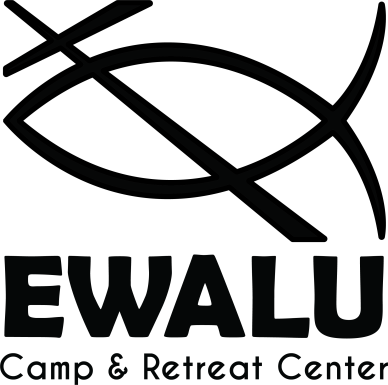 EWALU
Camp & Retreat Center